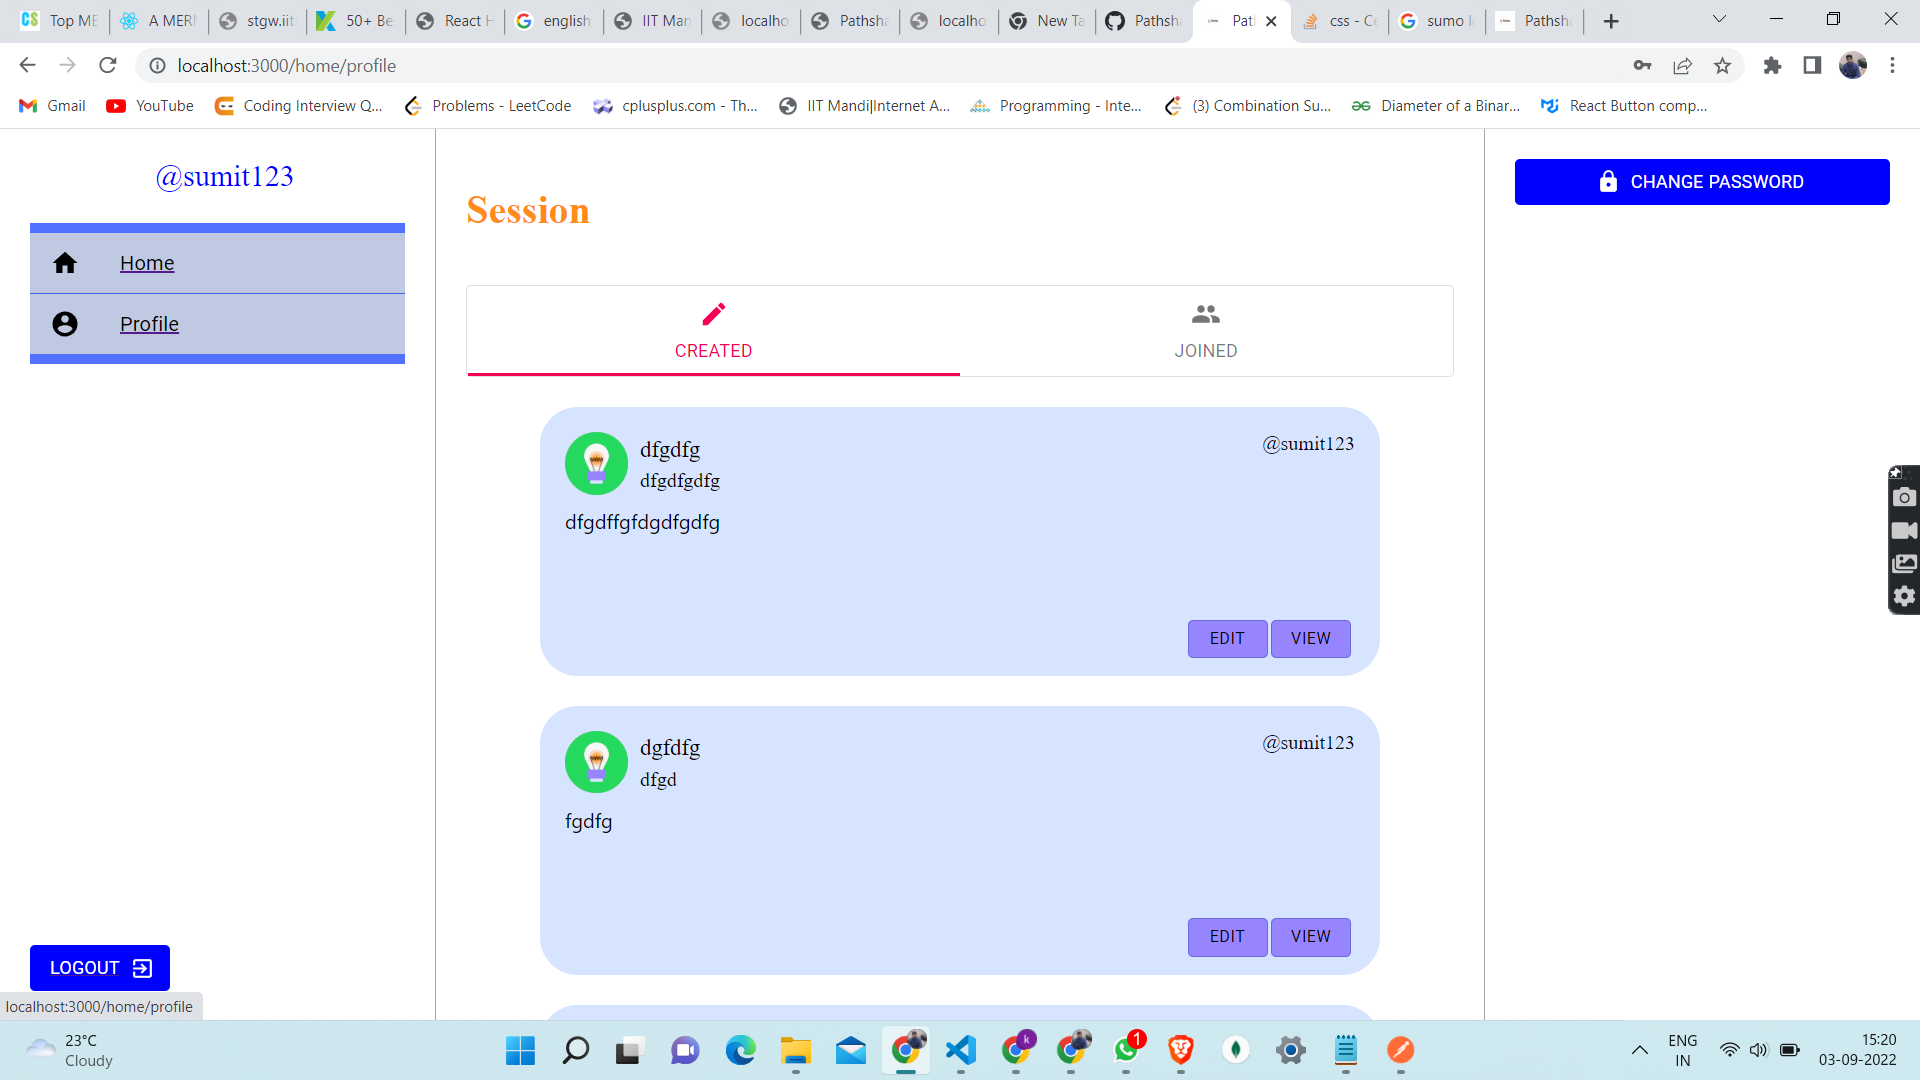 Top ME
A MERN
stgw.iit
50+ Be
React H
english
IIT Man
localho
Pathsha
localho
New Ta
Pathsha
Path
css - Ce
sumo lo
Pathsha
localhost:3000/home/profile
Gmail
YouTube
Coding Interview Q...
Problems - LeetCode
cplusplus.com - Th...
IIT Mandi|Internet A...
Programming - Inte...
(3) Combination Su...
Diameter of a Binar...
React Button comp...
@sumit123
Home
Profile
LOGOUT
localhost:3000/home/profile
Session
CREATED
JOINED
dfgdfg
@sumit123
dfgdfgdfg
dfgdffgfdgdfgdfg
EDIT
VIEW
dgfdfg
@sumit123
dfgd
fgdfg
EDIT
VIEW
CHANGE PASSWORD
23°C
Cloudy
k
1
ENG
IN
15:20
03-09-2022